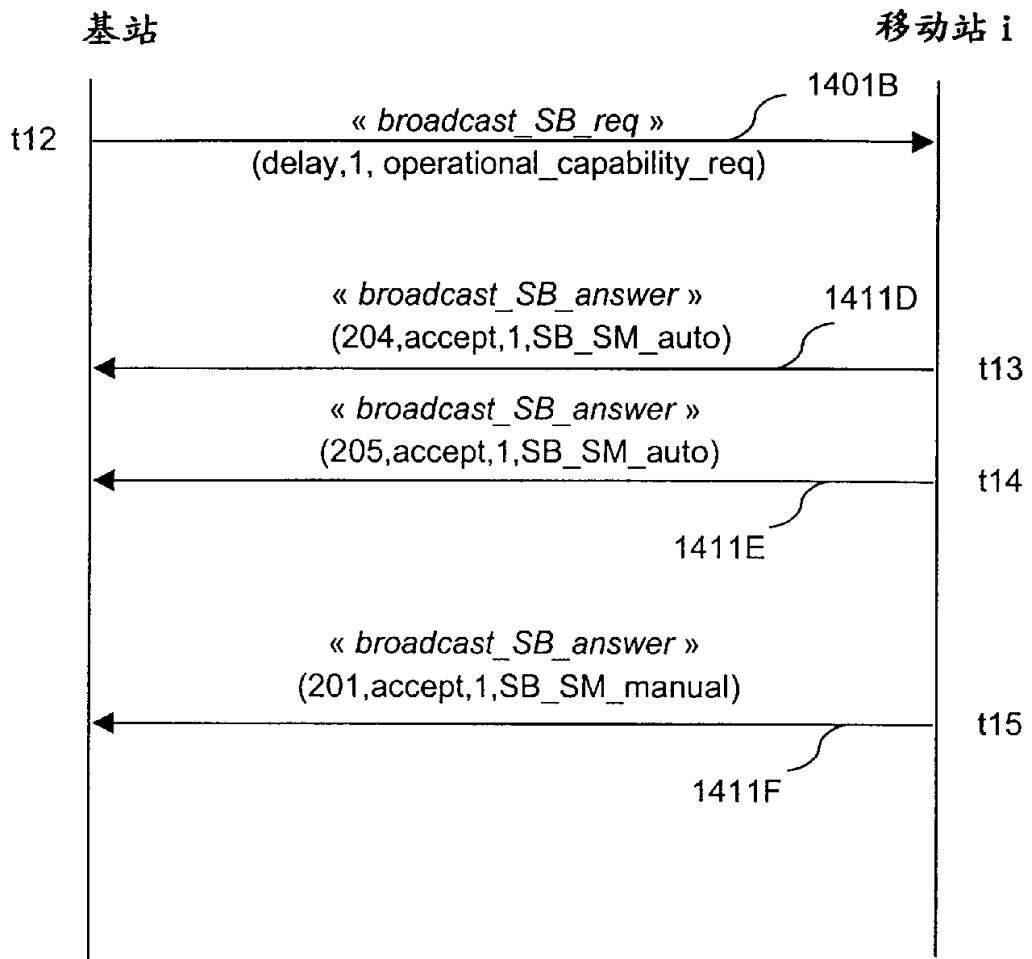 基站
移动站 i
1401B
t12
« broadcast_SB_req »
(delay,1, operational_capability_req)
« broadcast_SB_answer »
1411D
(204,accept,1,SB_SM_auto)
t13
« broadcast_SB_answer »
(205,accept,1,SB_SM_auto)
t14
1411E
« broadcast_SB_answer »
(201,accept,1,SB_SM_manual)
t15
1411F